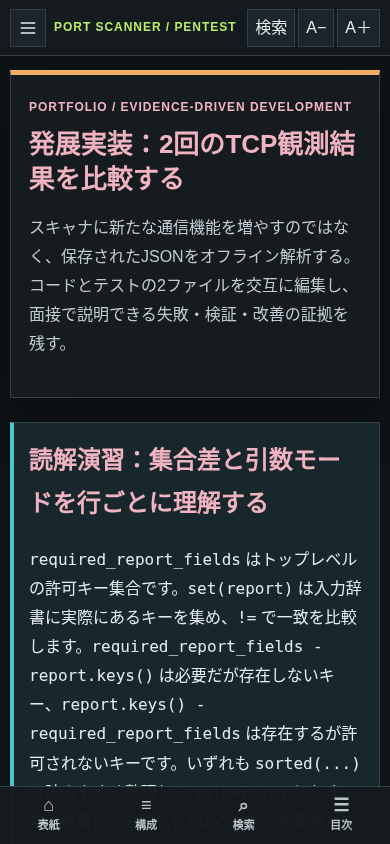 PORT SCANNER / PENTEST 検索 A− A＋
PORTFOLIO / EVIDENCE-DRIVEN DEVELOPMENT
発展実装：2回のTCP観測結
果を比較する
スキャナに新たな通信機能を増やすのではな
く、保存されたJSONをオフライン解析する。
コードとテストの2ファイルを交互に編集し、
面接で説明できる失敗・検証・改善の証拠を
残す。
読解演習：集合差と引数モー
ドを行ごとに理解する
required_report_fields はトップレベル
の許可キー集合です。set(report) は入力辞
書に実際にあるキーを集め、!= で一致を比較
します。required_report_fields -
report.keys() は必要だが存在しないキ
ー、report.keys() -
required_report_fields は存在するが許
可されないキーです。いずれも sorted(...)
表紙 構成 検索 目次